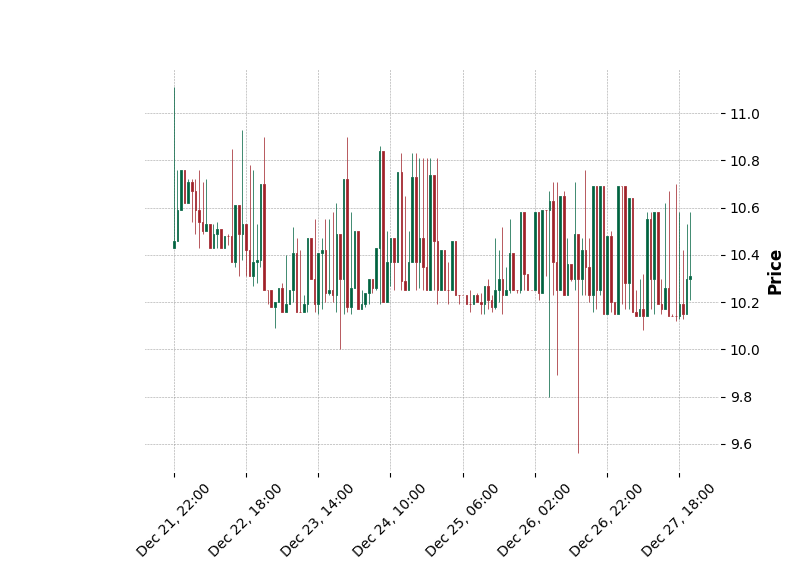 11.0
10.8
10.6
10.4
10.2
10.0
9.8
9.6
Price
Dec 21, 22:00
Dec 22, 18:00
Dec 23, 14:00
Dec 24, 10:00
Dec 25, 06:00
Dec 26, 02:00
Dec 26, 22:00
Dec 27, 18:00